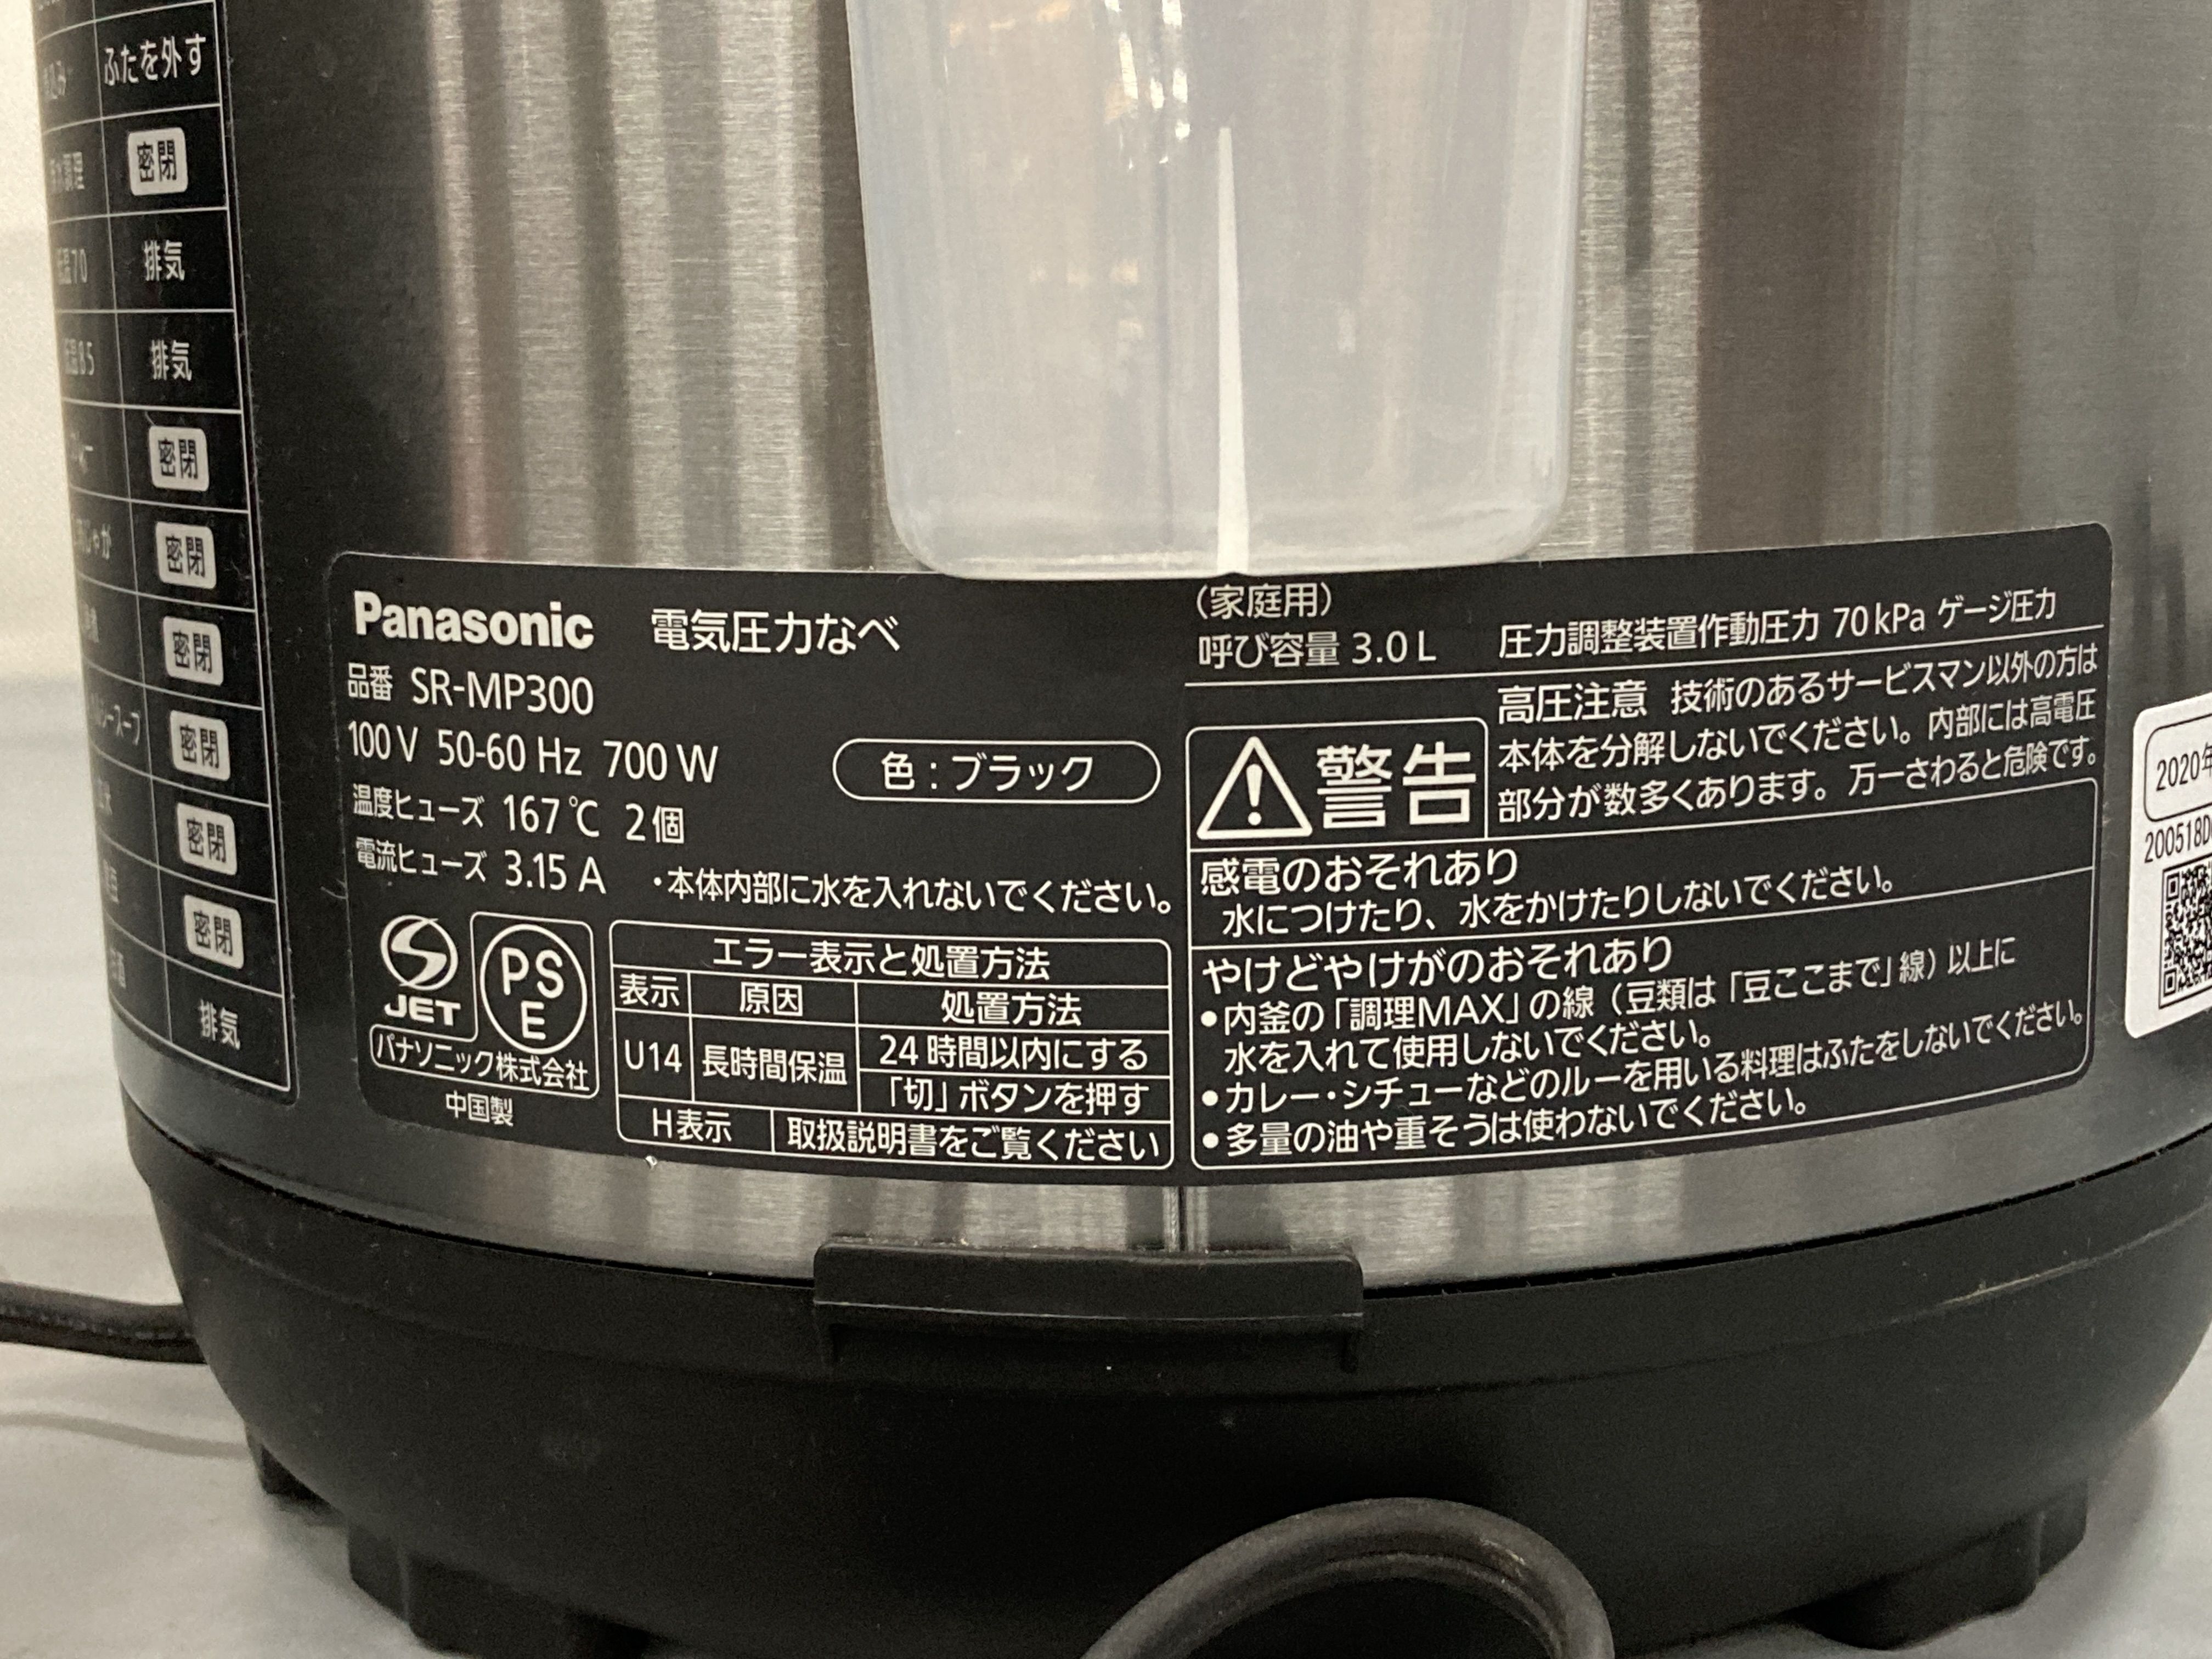 ふたを外す
調理 密閉
排気
排気
密閉
密閉
密閉
スープ 密閉
密閉
密閉
排気
Panasonic 電気圧力なべ
品番 SR-MP300
100 V 50-60 Hz 700 W
色：ブラック
温度ヒューズ 167℃ 2個
電流ヒューズ 3.15 A
・本体内部に水を入れないでください。
JET
PS
E
パナソニック株式会社
中国製
エラー表示と処置方法
表示 原因 処置方法
U14 長時間保温 24時間以内にする
「切」ボタンを押す
H表示 取扱説明書をご覧ください
（家庭用）
呼び容量 3.0 L 圧力調整装置作動圧力 70 kPa ゲージ圧力
警告
高圧注意 技術のあるサービスマン以外の方は
本体を分解しないでください。内部には高電圧
部分が数多くあります。万一さわると危険です。
感電のおそれあり
水につけたり、水をかけたりしないでください。
やけどやけがのおそれあり
●内釜の「調理MAX」の線（豆類は「豆ここまで」線）以上に
水を入れて使用しないでください。
●カレー・シチューなどのルーを用いる料理はふたをしないでください。
●多量の油や重そうは使わないでください。
2020年
200518D